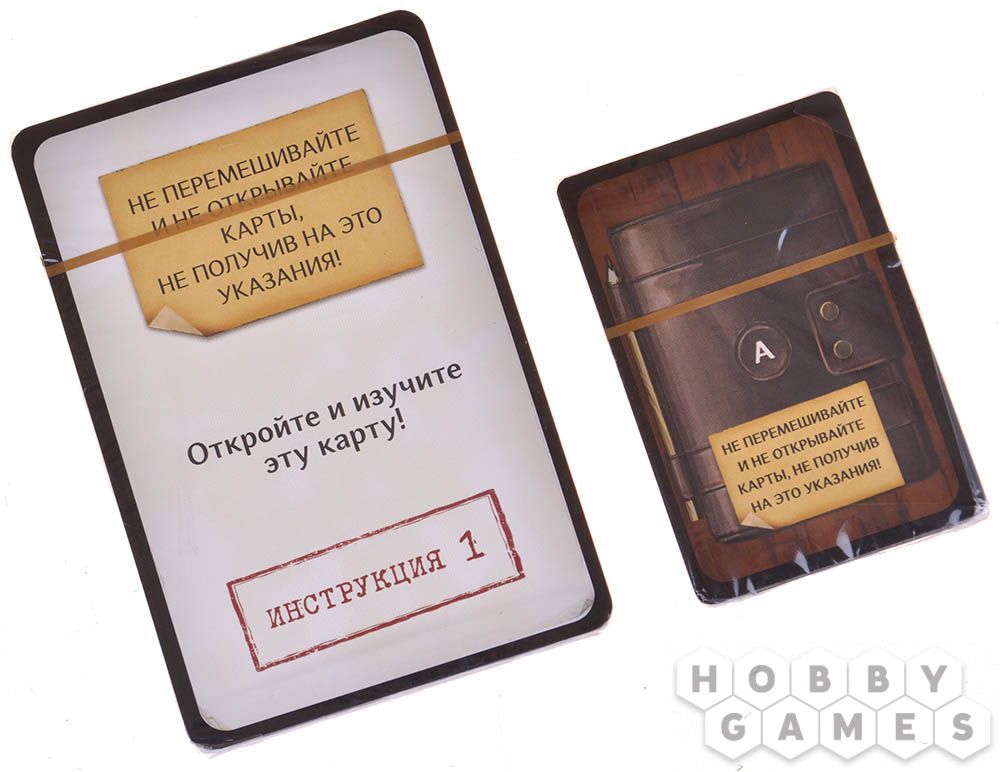 НЕ ПЕРЕМЕШИВАЙТЕ
И НЕ ОТКРЫВАЙТЕ
КАРТЫ,
НЕ ПОЛУЧИВ НА ЭТО
УКАЗАНИЯ!
Откройте и изучите
эту карту!
ИНСТРУКЦИЯ 1
А
НЕ ПЕРЕМЕШИВАЙТЕ
И НЕ ОТКРЫВАЙТЕ
КАРТЫ, НЕ ПОЛУЧИВ
НА ЭТО УКАЗАНИЯ!
HOBBY
GAMES